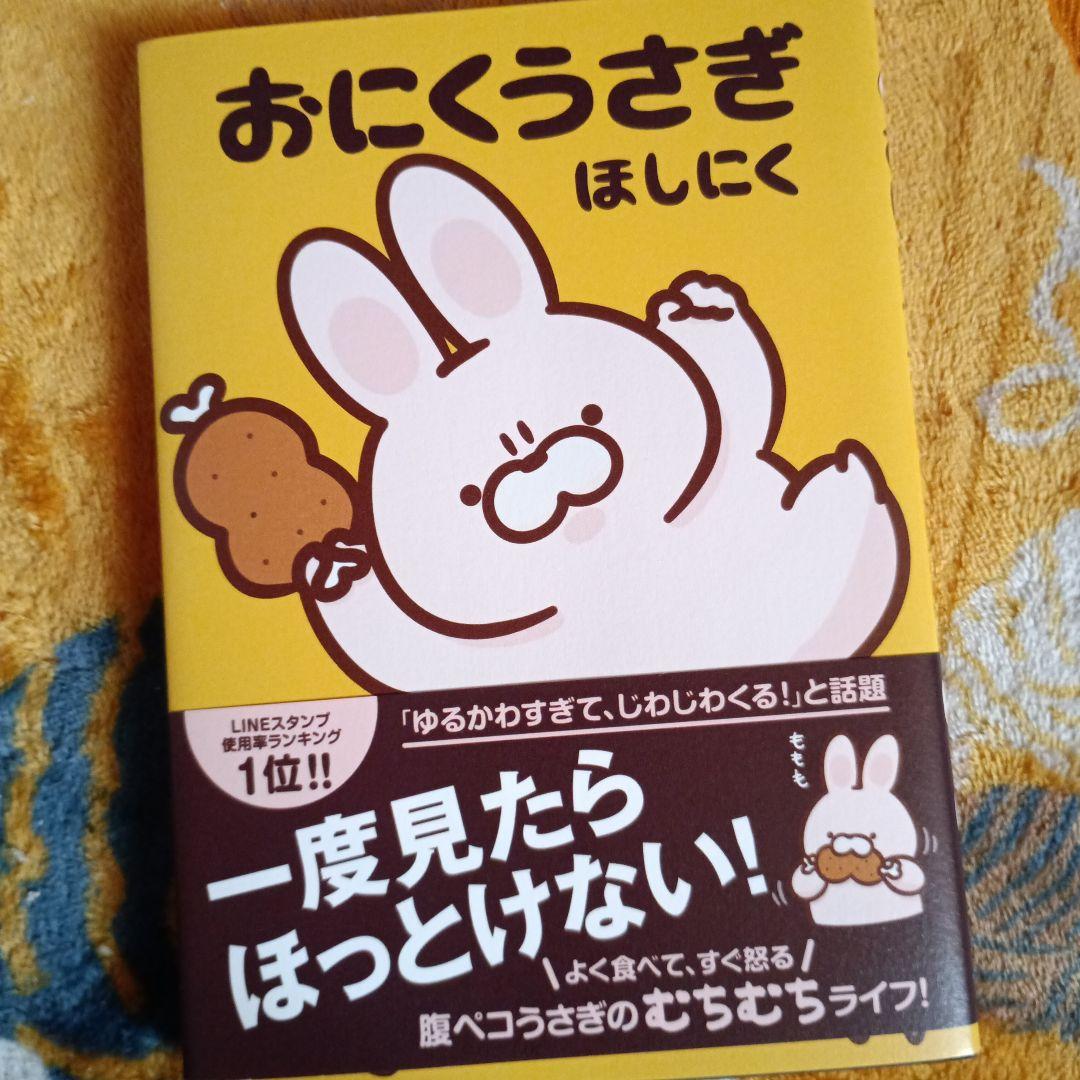 おにくうさぎ
ほしにく
LINEスタンプ
使用率ランキング
1位!!
「ゆるかわすぎて、じわじわくる!」と話題
ももも
一度見たら
ほっとけない!
よく食べて、すぐ怒る
腹ペコうさぎのむちむちライフ!